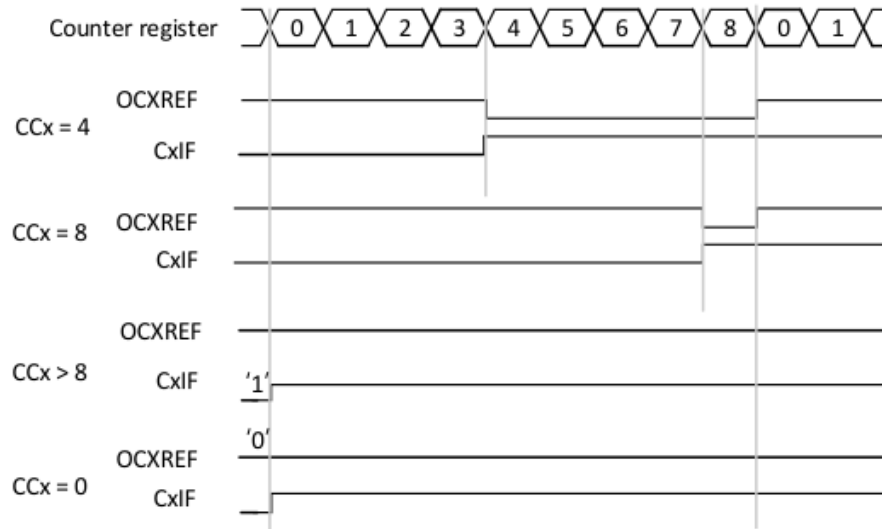 Counter register 0 1 2 3 4 5 6 7 8 0 1
OCXREF
CCx = 4
CxIF
OCXREF
CCx = 8
CxIF
OCXREF
CCx > 8
CxIF '1'
'0'
OCXREF
CCx = 0
CxIF